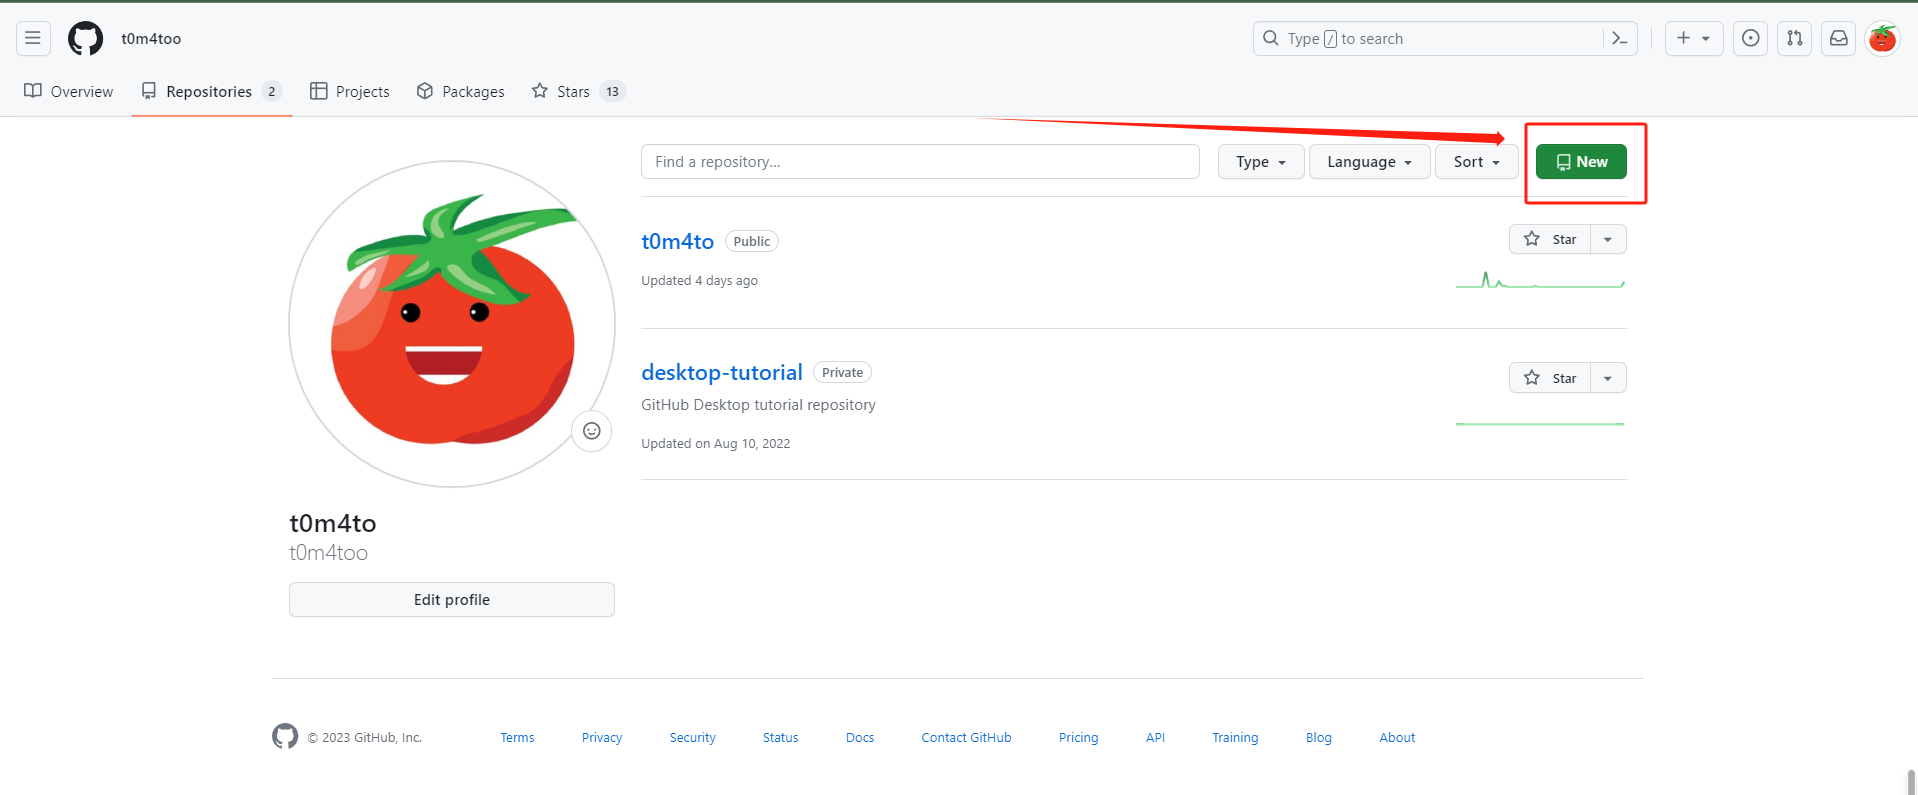 t0m4too
Type / to search
Overview Repositories 2 Projects Packages Stars 13
Find a repository... Type Language Sort New
t0m4to Public Star
Updated 4 days ago
desktop-tutorial Private Star
GitHub Desktop tutorial repository
Updated on Aug 10, 2022
t0m4to
t0m4too
Edit profile
© 2023 GitHub, Inc. Terms Privacy Security Status Docs Contact GitHub Pricing API Training Blog About